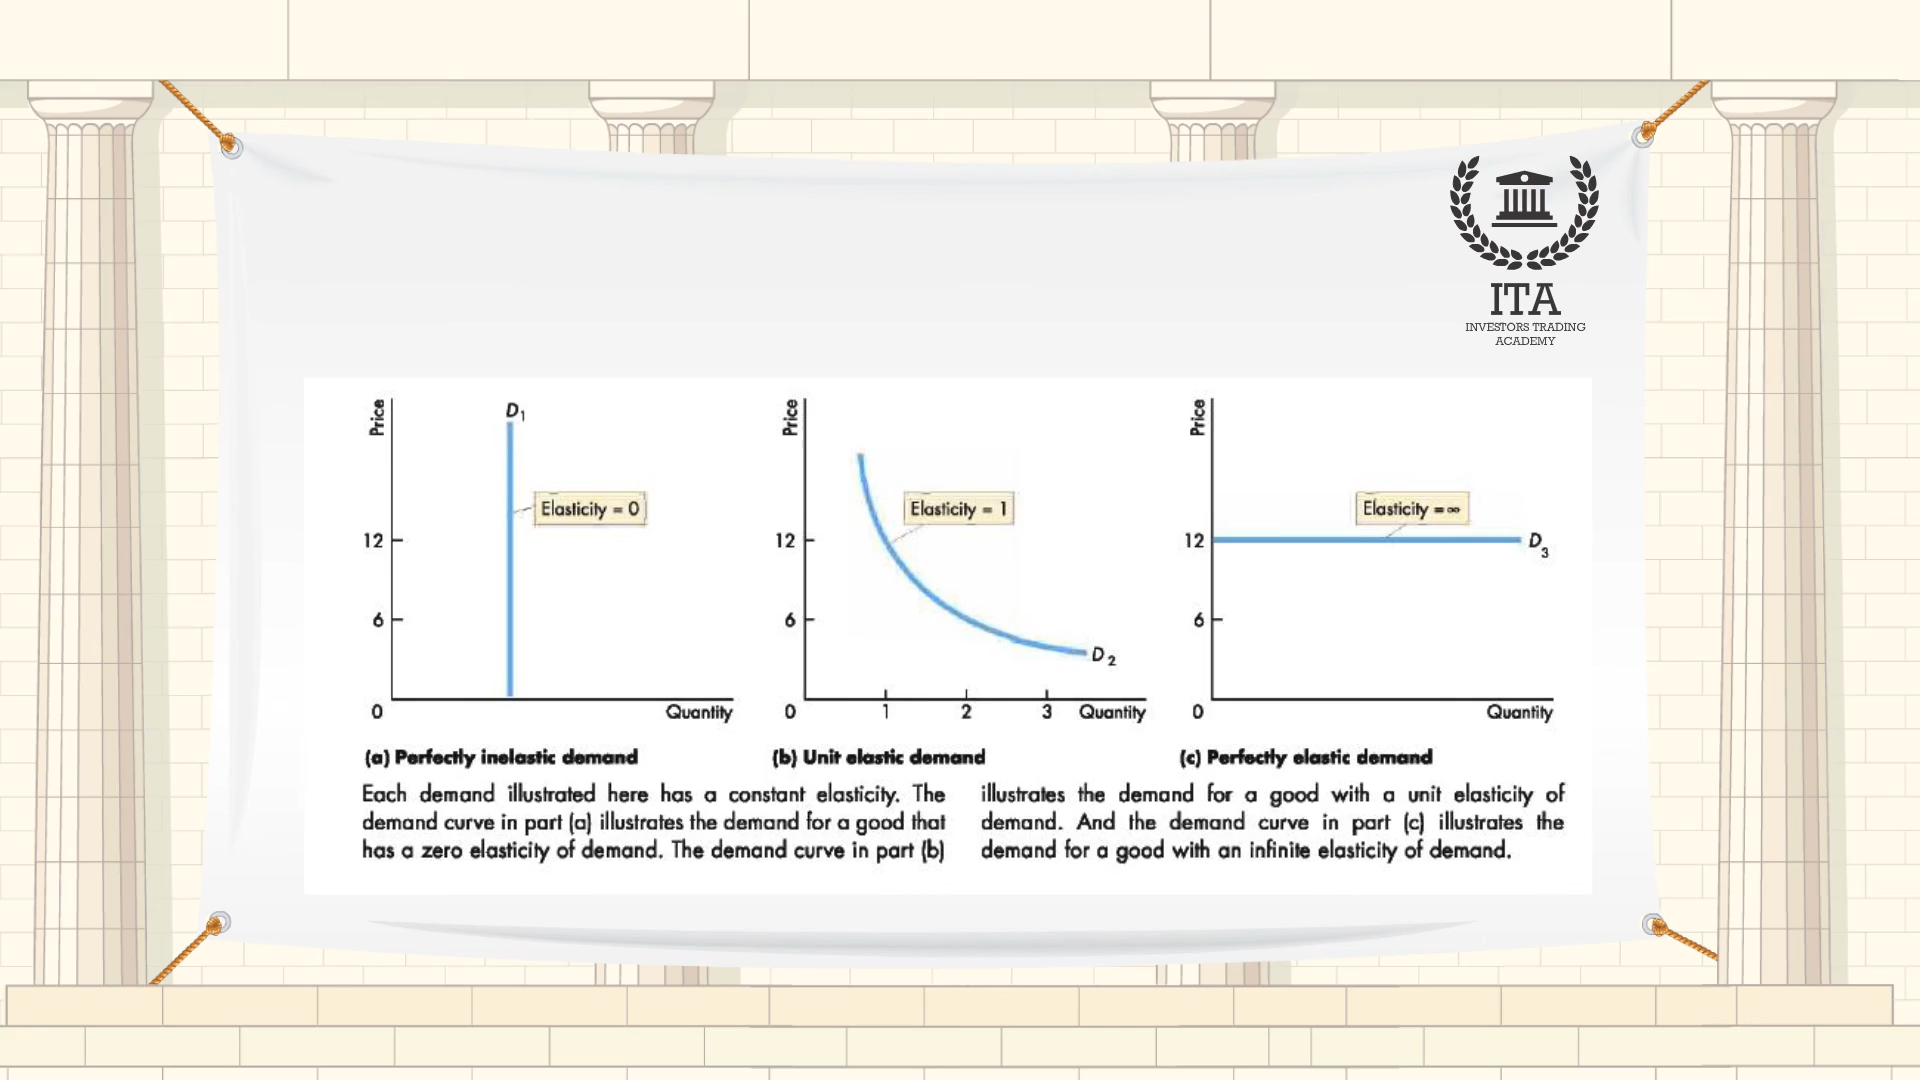 ITA
INVESTORS TRADING
ACADEMY
Price
D1
Elasticity = 0
12
6
0
Quantity
(a) Perfectly inelastic demand
Price
Elasticity = 1
12
6
D2
0
1
2
3
Quantity
(b) Unit elastic demand
Price
Elasticity = ∞
12
D3
6
0
Quantity
(c) Perfectly elastic demand
Each demand illustrated here has a constant elasticity. The
demand curve in part (a) illustrates the demand for a good that
has a zero elasticity of demand. The demand curve in part (b)
illustrates the demand for a good with a unit elasticity of
demand. And the demand curve in part (c) illustrates the
demand for a good with an infinite elasticity of demand.